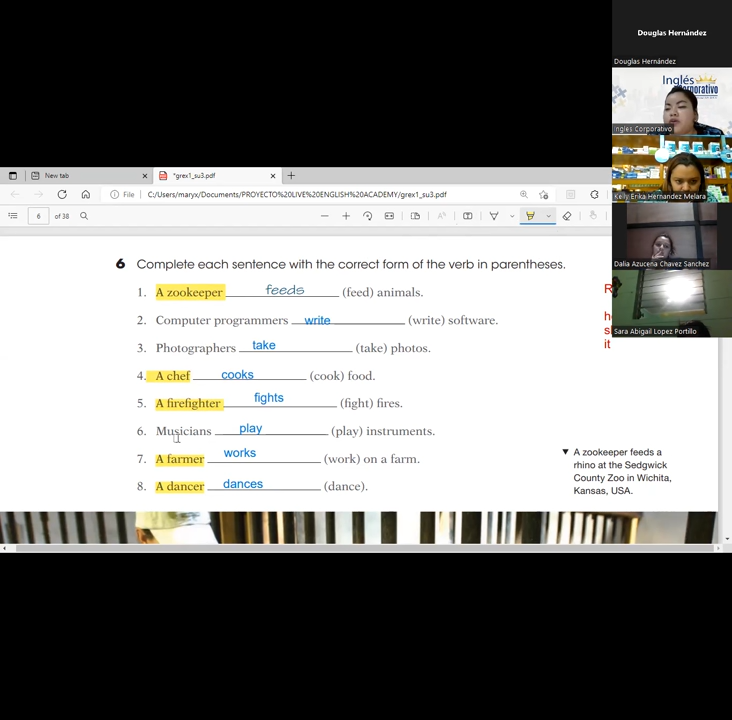 Douglas Hernández
Douglas Hernández
Inglés
Corporativo
Ingles Corporativo
Kelly Erika Hernandez Melara
Dalia Azucena Chavez Sanchez
Sara Abigail Lopez Portillo
New tab
*grex1_su3.pdf
File
C:/Users/maryx/Documents/PROYECTO%20LIVE%20ENGLISH%20ACADEMY/grex1_su3.pdf
6 of 38
6 Complete each sentence with the correct form of the verb in parentheses.
1. A zookeeper feeds (feed) animals.
2. Computer programmers write (write) software.
3. Photographers take (take) photos.
4. A chef cooks (cook) food.
5. A firefighter fights (fight) fires.
6. Musicians play (play) instruments.
7. A farmer works (work) on a farm.
8. A dancer dances (dance).
it
▼ A zookeeper feeds a
rhino at the Sedgwick
County Zoo in Wichita,
Kansas, USA.